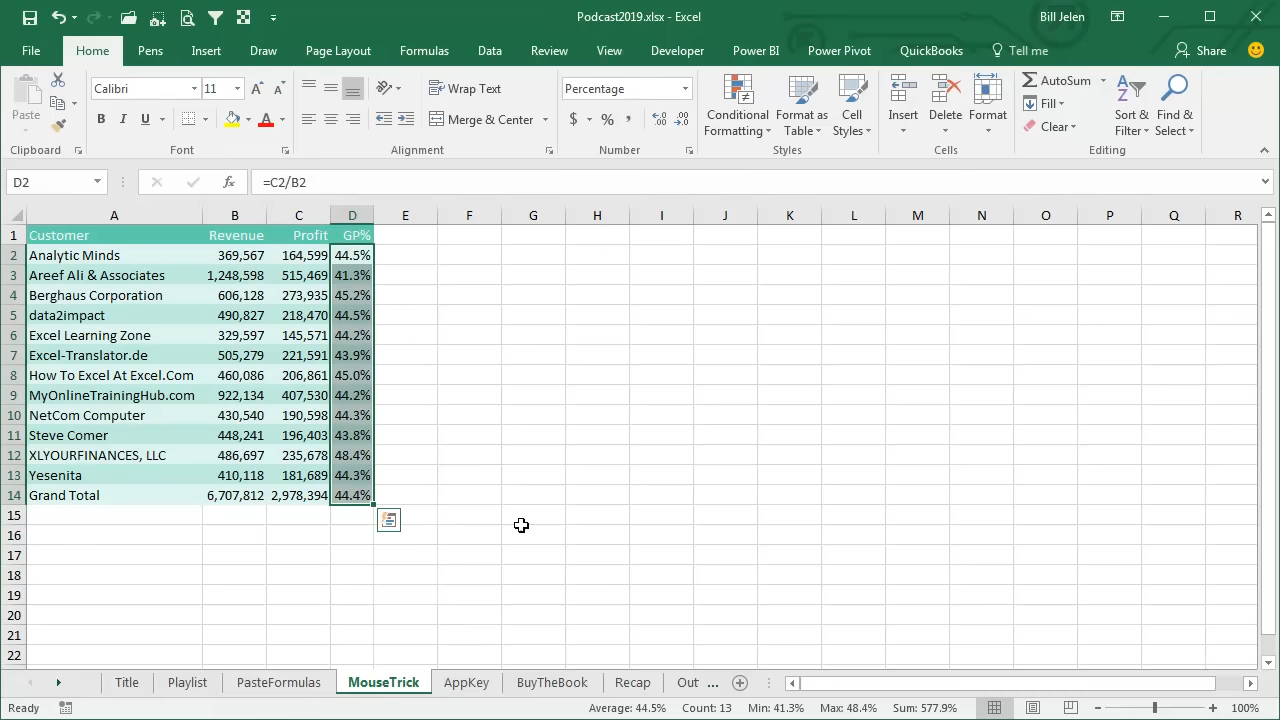 Podcast2019.xlsx - Excel
Bill Jelen
File Home Pens Insert Draw Page Layout Formulas Data Review View Developer Power BI Power Pivot QuickBooks Tell me Share
Paste
Clipboard
Calibri 11
B I U
A
Font
Wrap Text
Merge & Center
Alignment
Percentage
$ % ,
Number
Conditional Formatting
Format as Table
Cell Styles
Styles
Insert Delete Format
Cells
AutoSum
Fill
Clear
Sort & Filter
Find & Select
Editing
D2 fx =C2/B2
A B C D E F G H I J K L M N O P Q R
1 Customer Revenue Profit GP%
2 Analytic Minds 369,567 164,599 44.5%
3 Areef Ali & Associates 1,248,598 515,469 41.3%
4 Berghaus Corporation 606,128 273,935 45.2%
5 data2impact 490,827 218,470 44.5%
6 Excel Learning Zone 329,597 145,571 44.2%
7 Excel-Translator.de 505,279 221,591 43.9%
8 How To Excel At Excel.Com 460,086 206,861 45.0%
9 MyOnlineTrainingHub.com 922,134 407,530 44.2%
10 NetCom Computer 430,540 190,598 44.3%
11 Steve Comer 448,241 196,403 43.8%
12 XLYOURFINANCES, LLC 486,697 235,678 48.4%
13 Yesenita 410,118 181,689 44.3%
14 Grand Total 6,707,812 2,978,394 44.4%
15
16
17
18
19
20
21
22
Title Playlist PasteFormulas MouseTrick AppKey BuyTheBook Recap Out ...
Ready Average: 44.5% Count: 13 Min: 41.3% Max: 48.4% Sum: 577.9% 100%